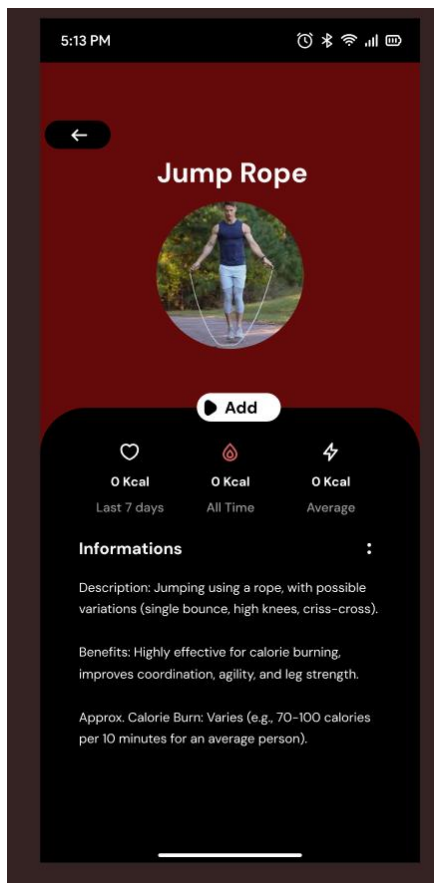 5:13 PM
Jump Rope
Add
0 Kcal 0 Kcal 0 Kcal
Last 7 days All Time Average
Informations
Description: Jumping using a rope, with possible
variations (single bounce, high knees, criss-cross).
Benefits: Highly effective for calorie burning,
improves coordination, agility, and leg strength.
Approx. Calorie Burn: Varies (e.g., 70-100 calories
per 10 minutes for an average person).